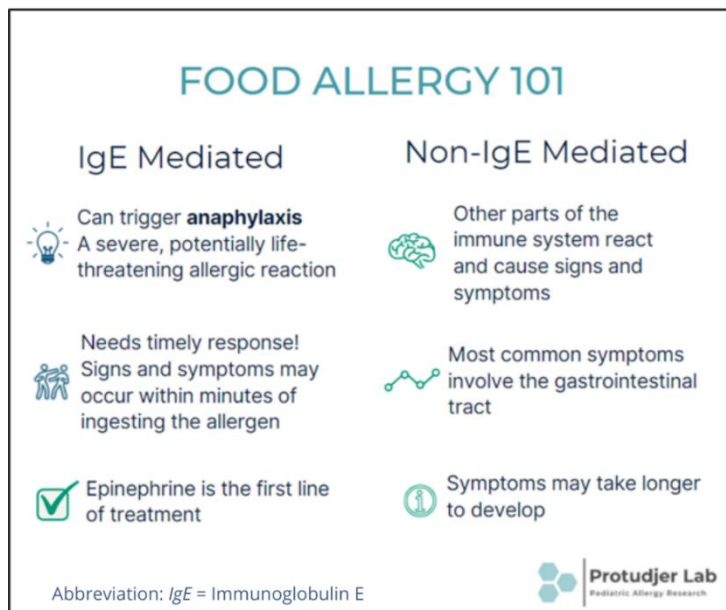 FOOD ALLERGY 101
IgE Mediated
Can trigger anaphylaxis
A severe, potentially life-
threatening allergic reaction
Needs timely response!
Signs and symptoms may
occur within minutes of
ingesting the allergen
Epinephrine is the first line
of treatment
Non-IgE Mediated
Other parts of the
immune system react
and cause signs and
symptoms
Most common symptoms
involve the gastrointestinal
tract
Symptoms may take longer
to develop
Abbreviation: IgE = Immunoglobulin E
Protudjer Lab
Pediatric Allergy Research